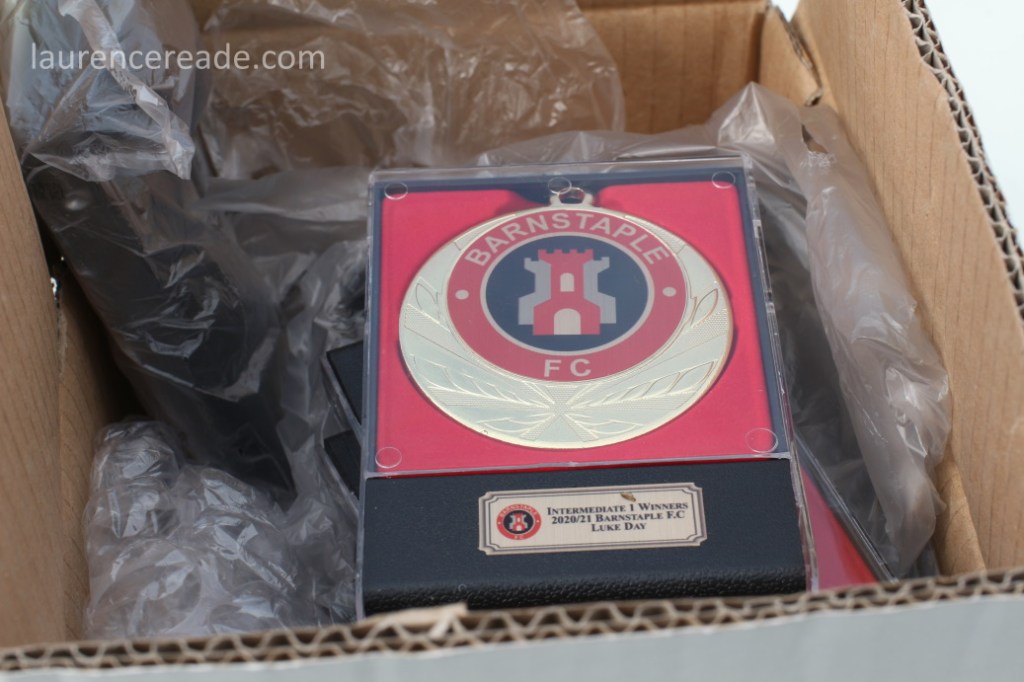 laurencereade.com
BARNSTAPLE
FC
INTERMEDIATE 1 WINNERS
2020/21 BARNSTAPLE F.C
LUKE DAY